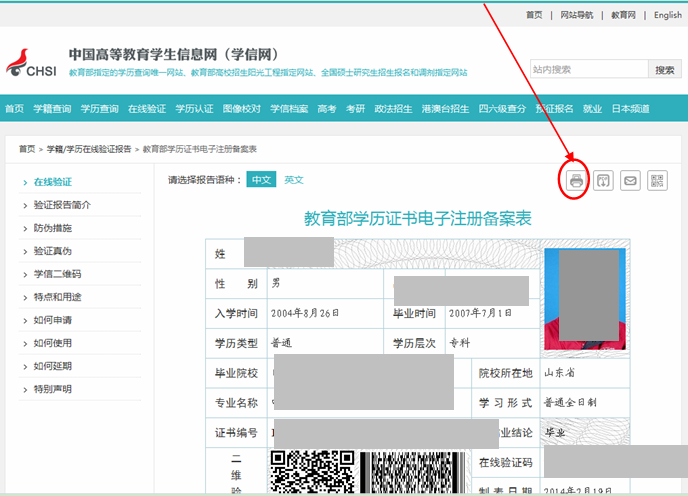 首页 | 网站导航 | 教育网 | English
CHSI
中国高等教育学生信息网（学信网）
教育部指定的学历查询唯一网站、教育部高校招生阳光工程指定网站、全国硕士研究生招生报名和调剂指定网站
站内搜索 搜索
首页 学籍查询 学历查询 在线验证 学历认证 图像校对 学信档案 高考 考研 政法招生 港澳台招生 四六级查分 征报名 就业 日本频道
首页 > 学籍/学历在线验证报告 > 教育部学历证书电子注册备案表
在线验证
验证报告简介
防伪措施
验证真伪
学信二维码
特点和用途
如何申请
如何使用
如何延期
特别声明
请选择报告语种： 中文 英文
教育部学历证书电子注册备案表
姓
性 别 男
入学时间 2004年8月26日 毕业时间 2007年7月1日
学历类型 普通 学历层次 专科
毕业院校 院校所在地 山东省
专业名称 学习形式 普通全日制
证书编号 业结论 毕业
二维 在线验证码
制表日期 2014年2月19日